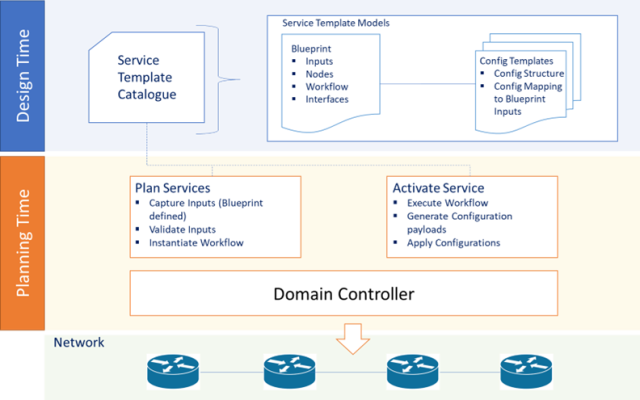 Design Time
Service
Template
Catalogue
Service Template Models
Blueprint
Inputs
Nodes
Workflow
Interfaces
Config Templates
Config Structure
Config Mapping
to Blueprint
Inputs
Planning Time
Plan Services
Capture Inputs (Blueprint
defined)
Validate Inputs
Instantiate Workflow
Activate Service
Execute Workflow
Generate Configuration
payloads
Apply Configurations
Domain Controller
Network